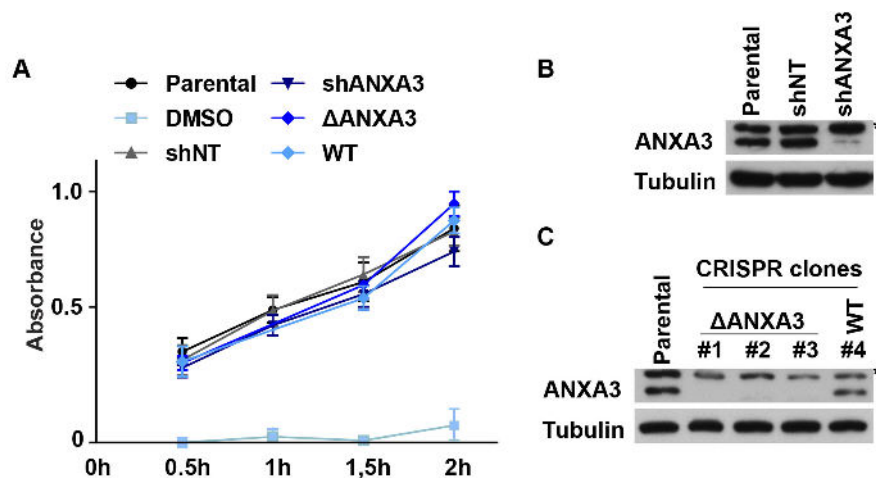 A
Parental
shANXA3
DMSO
ΔANXA3
shNT
WT
Absorbance
1.0
0.5
0
0h
0.5h
1h
1,5h
2h
B
Parental
shNT
shANXA3
*
ANXA3
Tubulin
C
CRISPR clones
Parental
ΔANXA3
WT
#1 #2 #3 #4
*
ANXA3
Tubulin